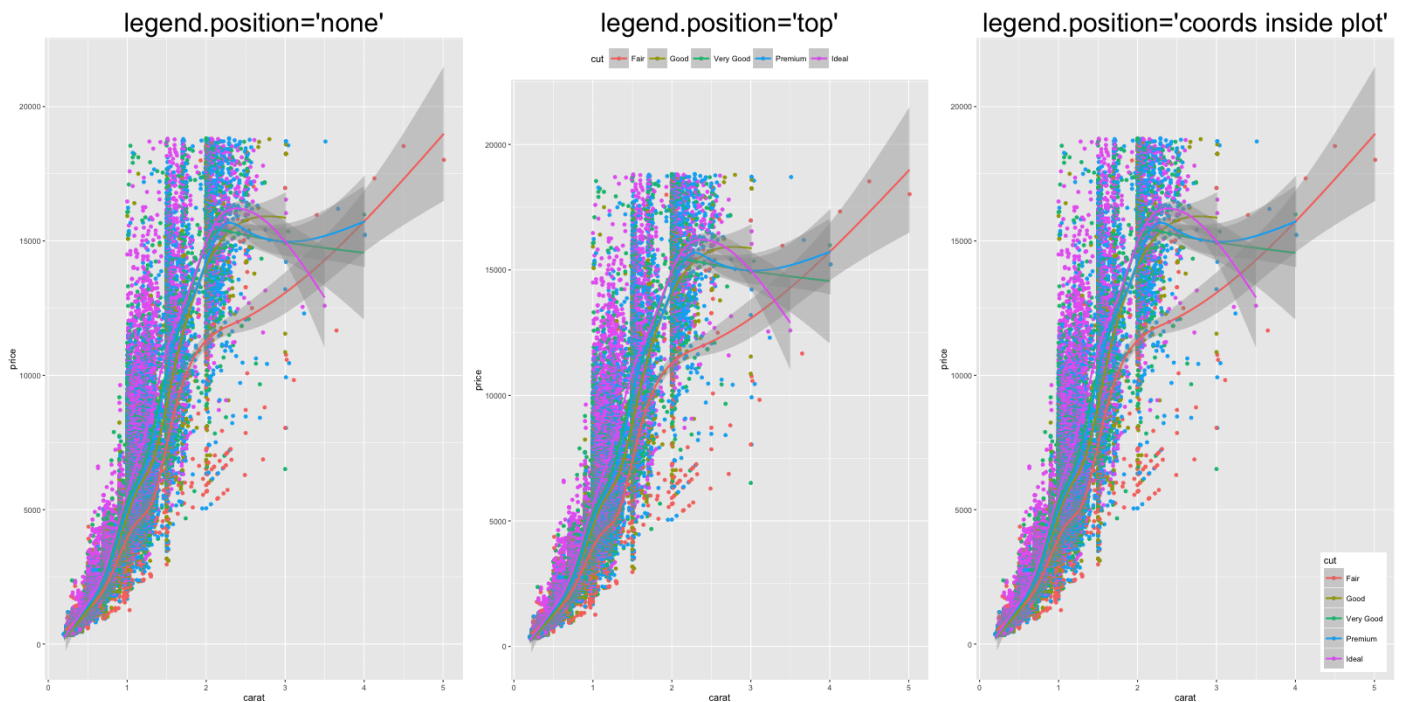 legend.position='none'
20000
15000
10000
5000
0
price
0 1 2 3 4 5
carat
legend.position='top'
cut Fair Good Very Good Premium Ideal
20000
15000
10000
5000
0
price
0 1 2 3 4 5
carat
legend.position='coords inside plot'
20000
15000
10000
5000
0
price
cut
Fair
Good
Very Good
Premium
Ideal
0 1 2 3 4 5
carat